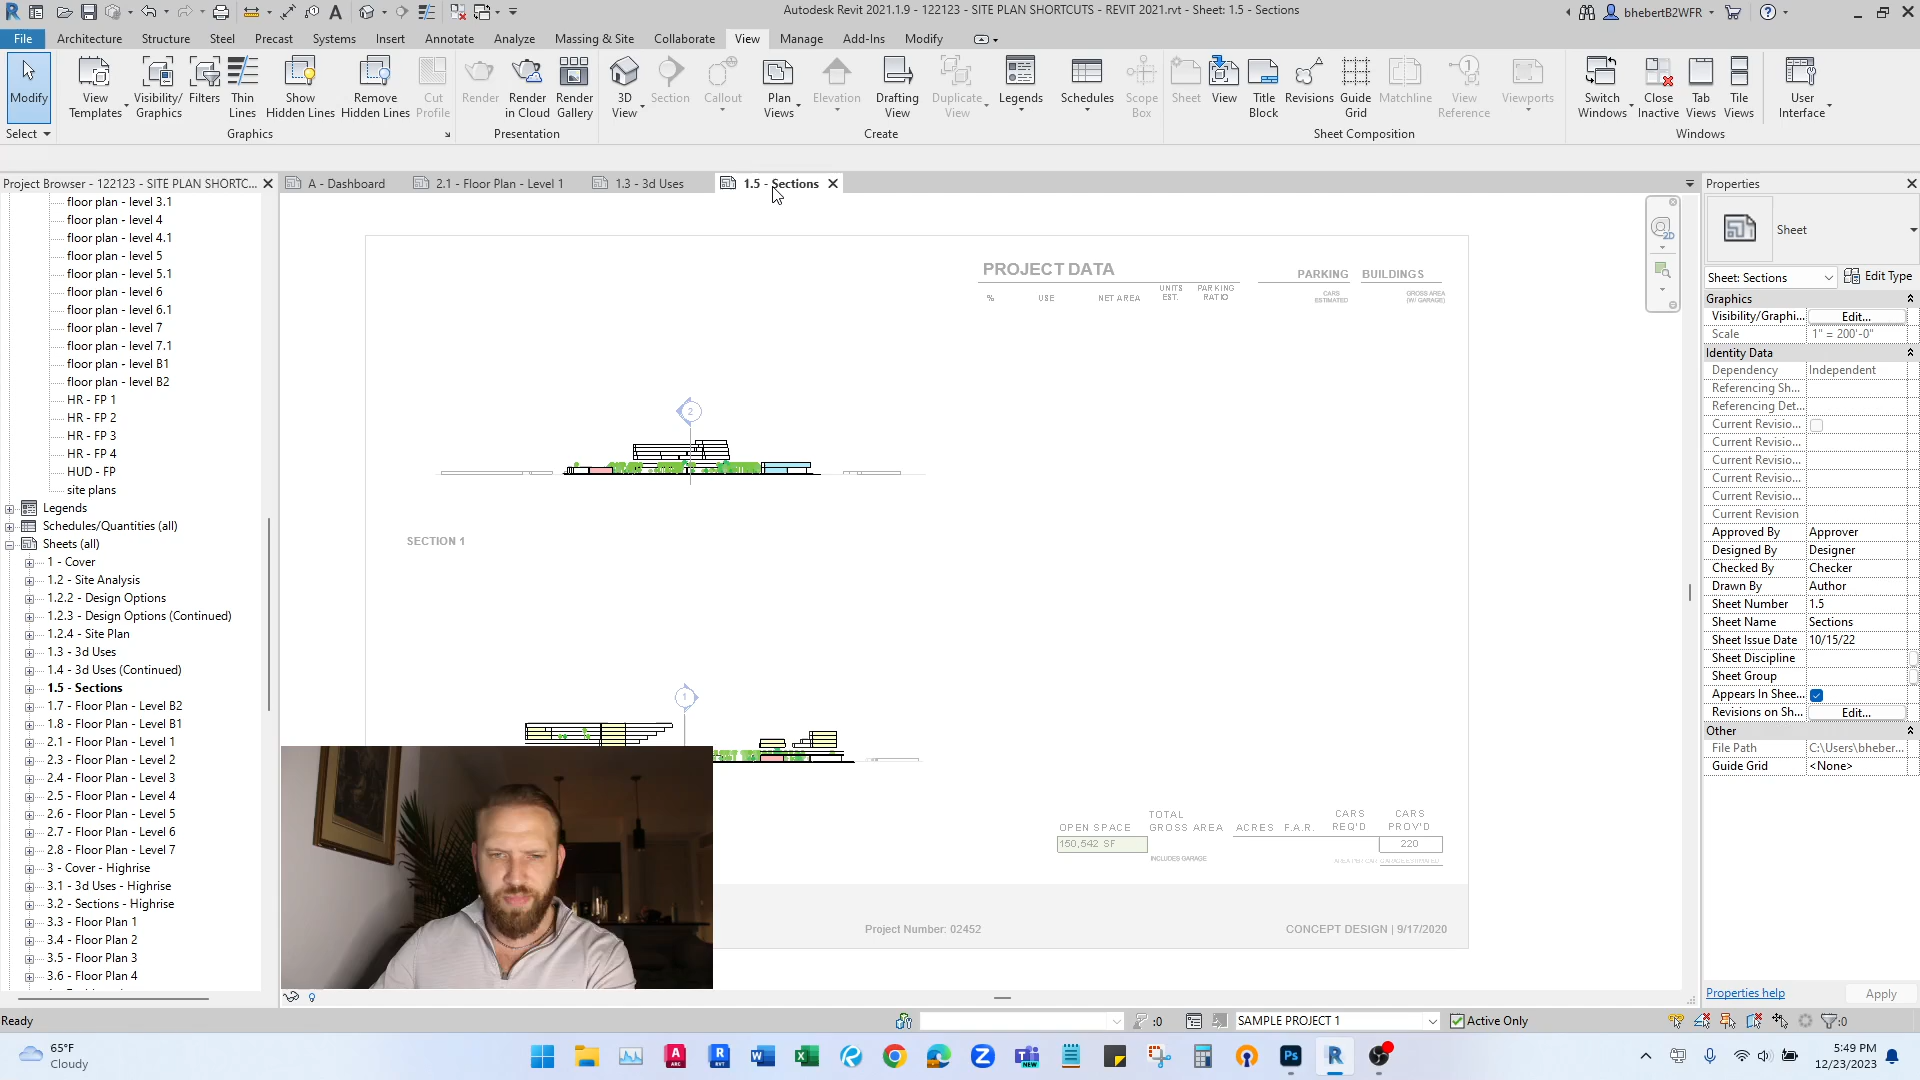 Autodesk Revit 2021.1.9 - 122123 - SITE PLAN SHORTCUTS - REVIT 2021.rvt - Sheet: 1.5 - Sections
bhebertB2WFR
File Architecture Structure Steel Precast Systems Insert Annotate Analyze Massing & Site Collaborate View Manage Add-Ins Modify
Modify
View Templates
Visibility/ Graphics
Filters
Thin Lines
Show Hidden Lines
Remove Hidden Lines
Cut Profile
Render
Render in Cloud
Render Gallery
3D View
Section
Callout
Plan Views
Elevation
Drafting View
Duplicate View
Legends
Schedules
Scope Box
Sheet
View
Title Block
Revisions
Guide Grid
Matchline
View Reference
Viewports
Switch Windows
Close Inactive
Tab Views
Tile Views
User Interface
Select Graphics Presentation Create Sheet Composition Windows
Project Browser - 122123 - SITE PLAN SHORTC...
A - Dashboard
2.1 - Floor Plan - Level 1
1.3 - 3d Uses
1.5 - Sections
floor plan - level 3.1
floor plan - level 4
floor plan - level 4.1
floor plan - level 5
floor plan - level 5.1
floor plan - level 6
floor plan - level 6.1
floor plan - level 7
floor plan - level 7.1
floor plan - level B1
floor plan - level B2
HR - FP 1
HR - FP 2
HR - FP 3
HR - FP 4
HUD - FP
site plans
Legends
Schedules/Quantities (all)
Sheets (all)
1 - Cover
1.2 - Site Analysis
1.2.2 - Design Options
1.2.3 - Design Options (Continued)
1.2.4 - Site Plan
1.3 - 3d Uses
1.4 - 3d Uses (Continued)
1.5 - Sections
1.7 - Floor Plan - Level B2
1.8 - Floor Plan - Level B1
2.1 - Floor Plan - Level 1
2.3 - Floor Plan - Level 2
2.4 - Floor Plan - Level 3
2.5 - Floor Plan - Level 4
2.6 - Floor Plan - Level 5
2.7 - Floor Plan - Level 6
2.8 - Floor Plan - Level 7
3 - Cover - Highrise
3.1 - 3d Uses - Highrise
3.2 - Sections - Highrise
3.3 - Floor Plan 1
3.4 - Floor Plan 2
3.5 - Floor Plan 3
3.6 - Floor Plan 4
PROJECT DATA PARKING BUILDINGS
% USE NET AREA UNITS EST. PARKING RATIO CARS ESTIMATED GROSS AREA (W/ GARAGE)
2
SECTION 1
1
OPEN SPACE TOTAL GROSS AREA ACRES F.A.R. CARS REQ'D CARS PROV'D
150,542 SF 220
INCLUDES GARAGE
Project Number: 02452
CONCEPT DESIGN | 9/17/2020
2D
Properties
Sheet
Sheet: Sections Edit Type
Graphics
Visibility/Graphi... Edit...
Scale 1" = 200'-0"
Identity Data
Dependency Independent
Referencing Sh...
Referencing Det...
Current Revisio...
Current Revisio...
Current Revisio...
Current Revisio...
Current Revisio...
Current Revision
Approved By Approver
Designed By Designer
Checked By Checker
Drawn By Author
Sheet Number 1.5
Sheet Name Sections
Sheet Issue Date 10/15/22
Sheet Discipline
Sheet Group
Appears In Shee...
Revisions on Sh... Edit...
Other
File Path C:\Users\bheber...
Guide Grid <None>
Properties help Apply
Ready
:0
SAMPLE PROJECT 1
Active Only
:0
65°F
Cloudy
5:49 PM
12/23/2023